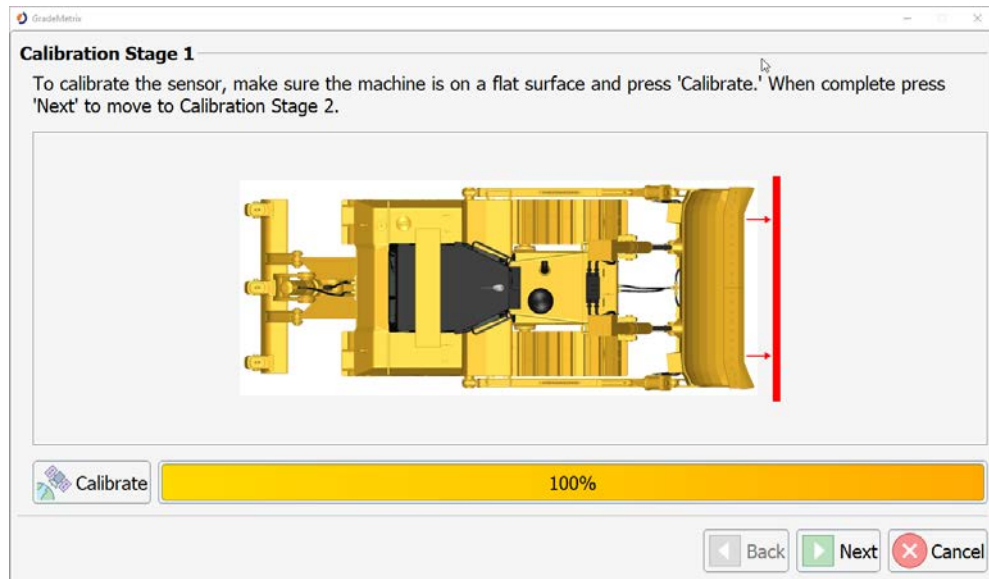 GradeMetrix
Calibration Stage 1
To calibrate the sensor, make sure the machine is on a flat surface and press 'Calibrate.' When complete press
'Next' to move to Calibration Stage 2.
Calibrate
100%
Back
Next
Cancel